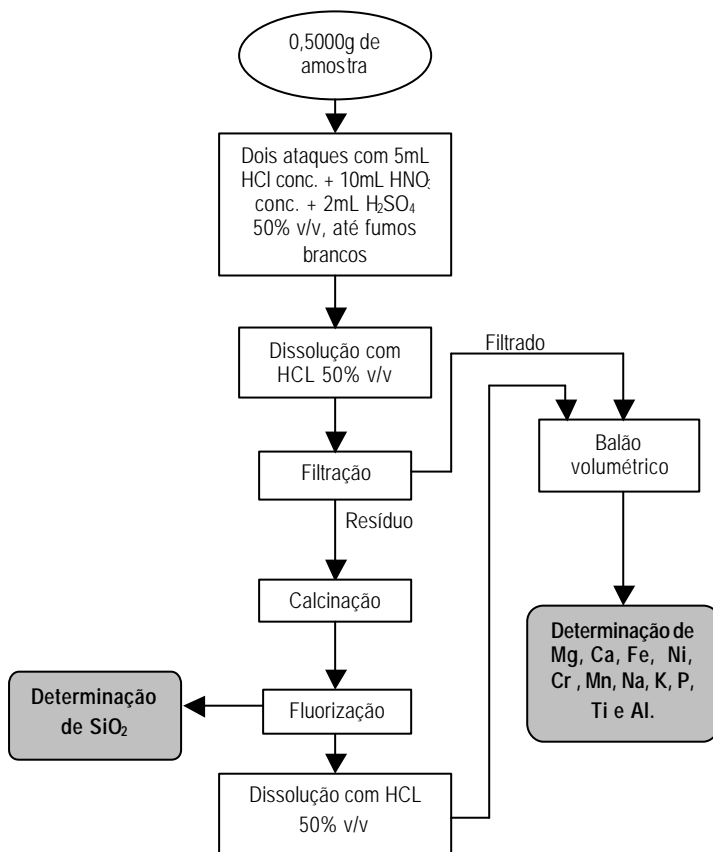 0,5000g de
amostra
Dois ataques com 5mL
HCl conc. + 10mL HNO3
conc. + 2mL H2SO4
50% v/v, até fumos
brancos
Dissolução com
HCL 50% v/v
Filtrado
Filtração
Balão
volumétrico
Resíduo
Calcinação
Determinação de
Mg, Ca, Fe, Ni,
Cr , Mn, Na, K, P,
Ti e Al.
Determinação
de SiO2
Fluorização
Dissolução com HCL
50% v/v